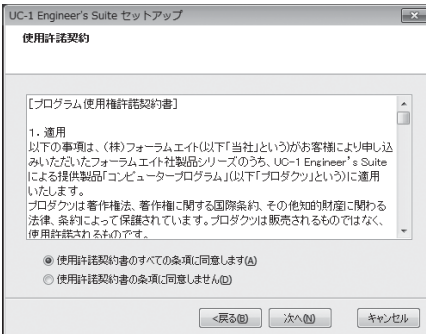 UC-1 Engineer's Suite セットアップ
使用許諾契約
[プログラム使用権許諾契約書]
1. 適用
以下の事項は、(株)フォーラムエイト(以下「当社」という)がお客様により申し込
みいただいたフォーラムエイト社製品シリーズのうち、UC-1 Engineer's Suite
による提供製品「コンピュータープログラム」(以下「プロダクツ」という)に適用
いたします。
プロダクツは著作権法、著作権に関する国際条約、その他知的財産に関わる
法律、条約によって保護されています。プロダクツは販売されるものではなく、
使用許諾されるものです。
使用許諾契約書のすべての条項に同意します(A)
使用許諾契約書の条項に同意しません(D)
<戻る(B) 次へ(N) キャンセル